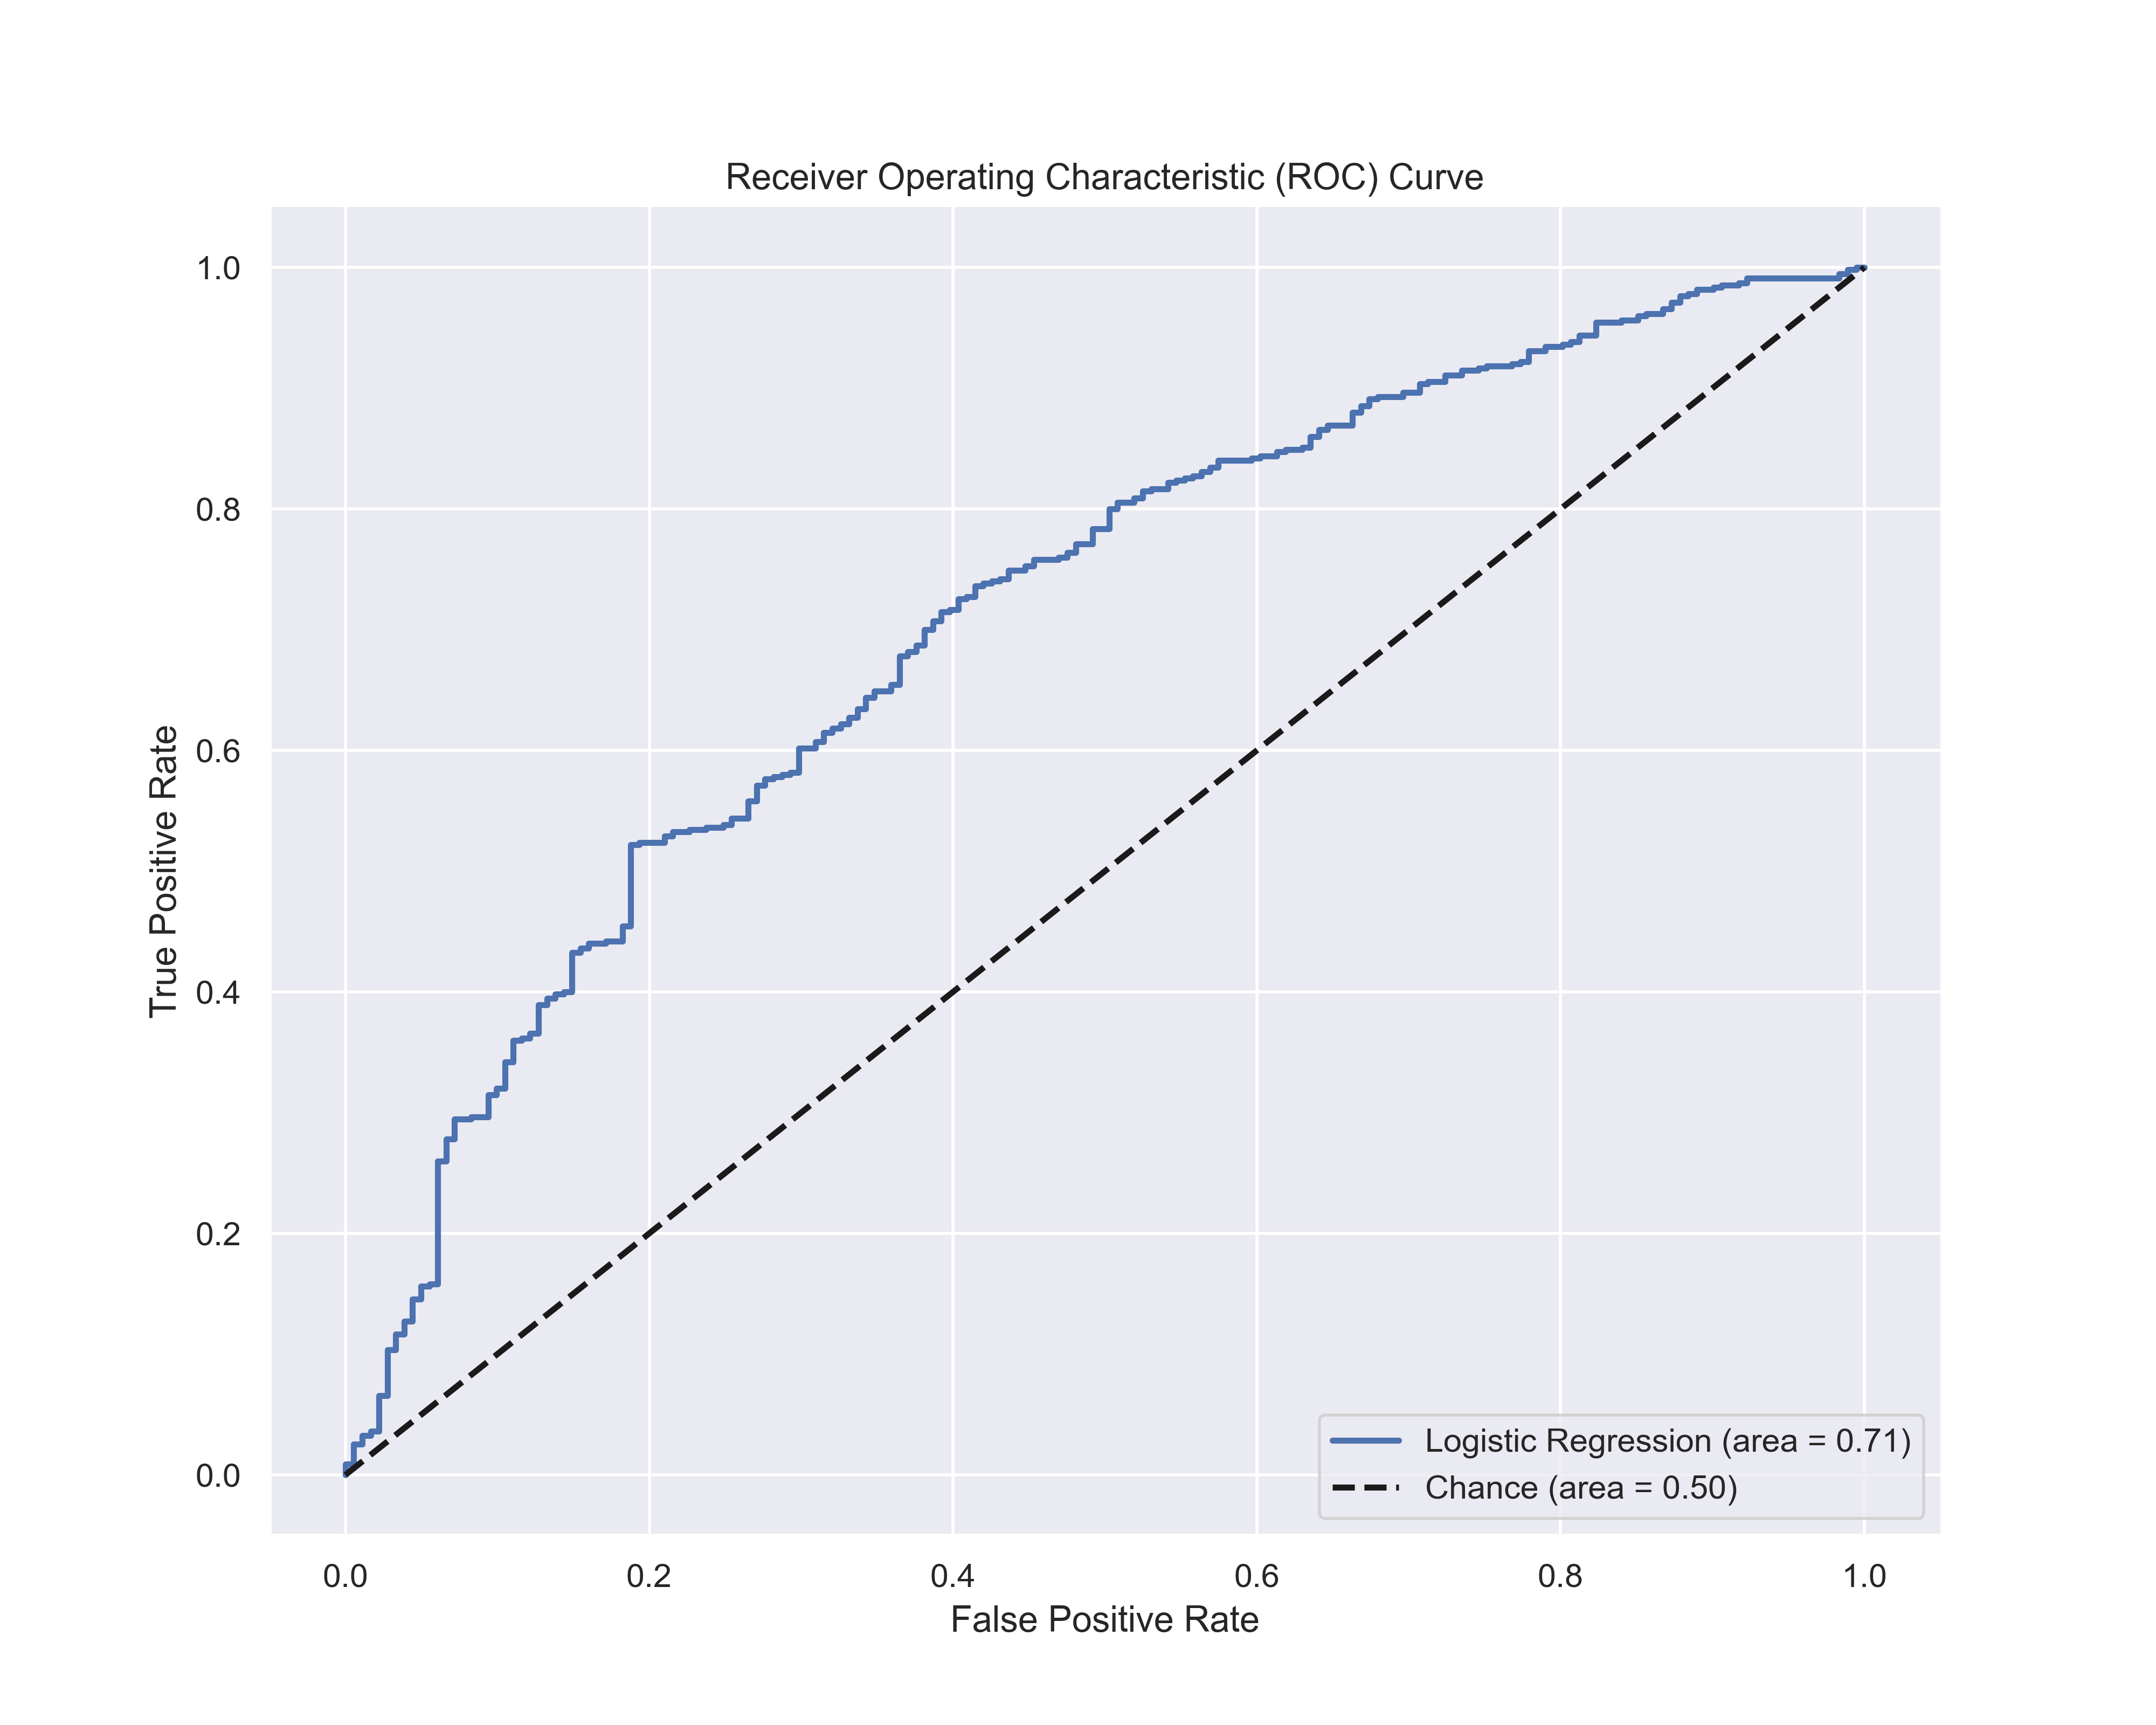 Receiver Operating Characteristic (ROC) Curve
1.0
0.8
0.6
0.4
0.2
0.0
True Positive Rate
0.0 0.2 0.4 0.6 0.8 1.0
False Positive Rate
Logistic Regression (area = 0.71)
Chance (area = 0.50)